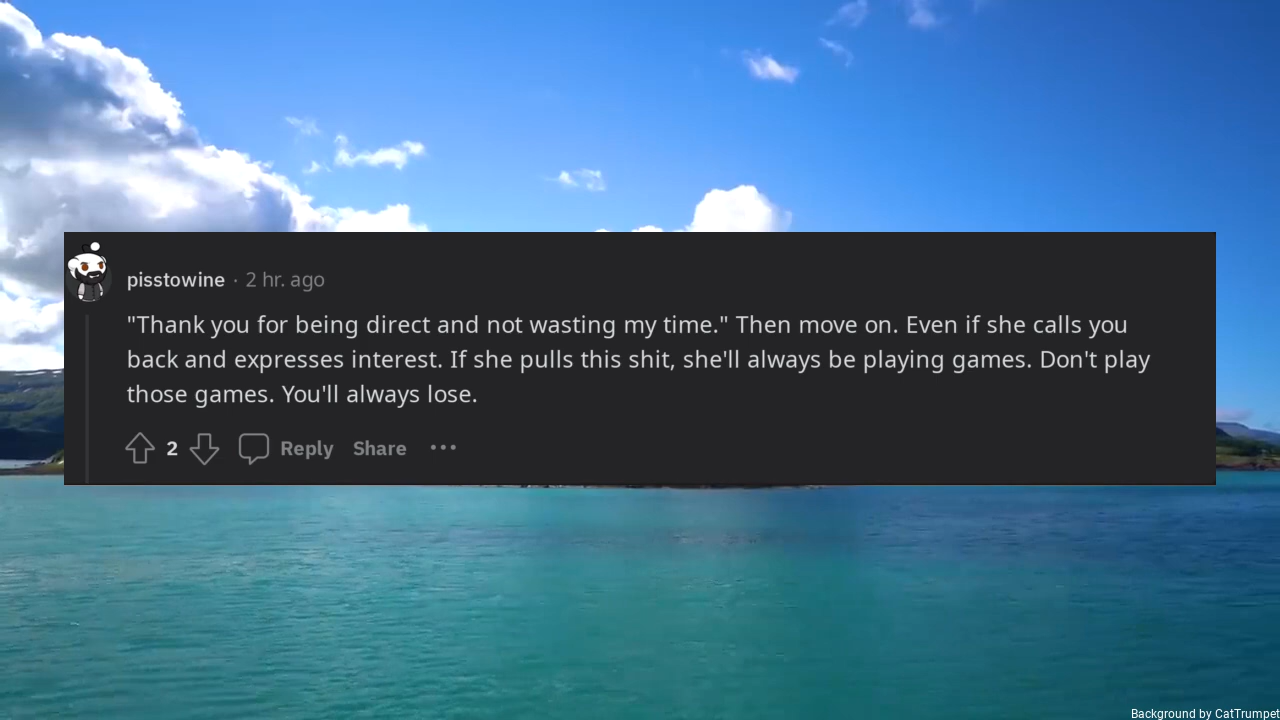 pisstowine · 2 hr. ago
"Thank you for being direct and not wasting my time." Then move on. Even if she calls you
back and expresses interest. If she pulls this shit, she'll always be playing games. Don't play
those games. You'll always lose.
2 Reply Share ···
Background by CatTrumpet